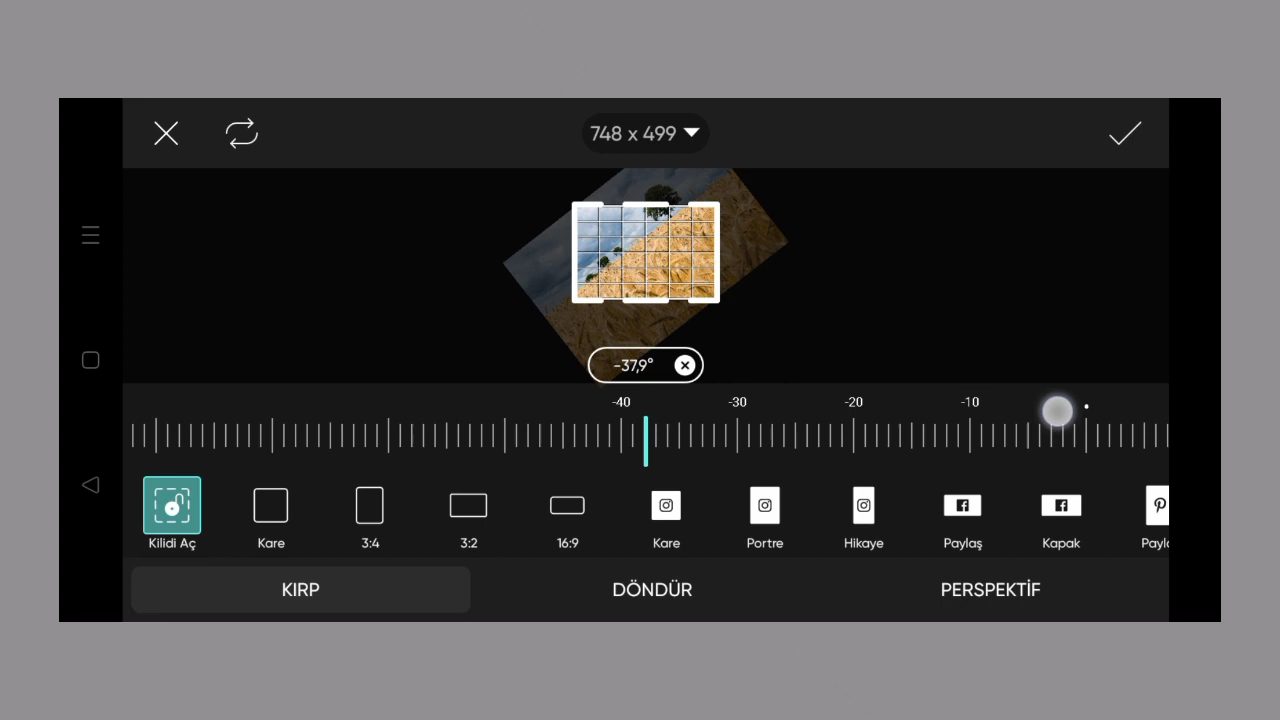 748 x 499
-37,9°
-40 -30 -20 -10
Kilidi Aç Kare 3:4 3:2 16:9 Kare Portre Hikaye Paylaş Kapak
KIRP DÖNDÜR PERSPEKTİF